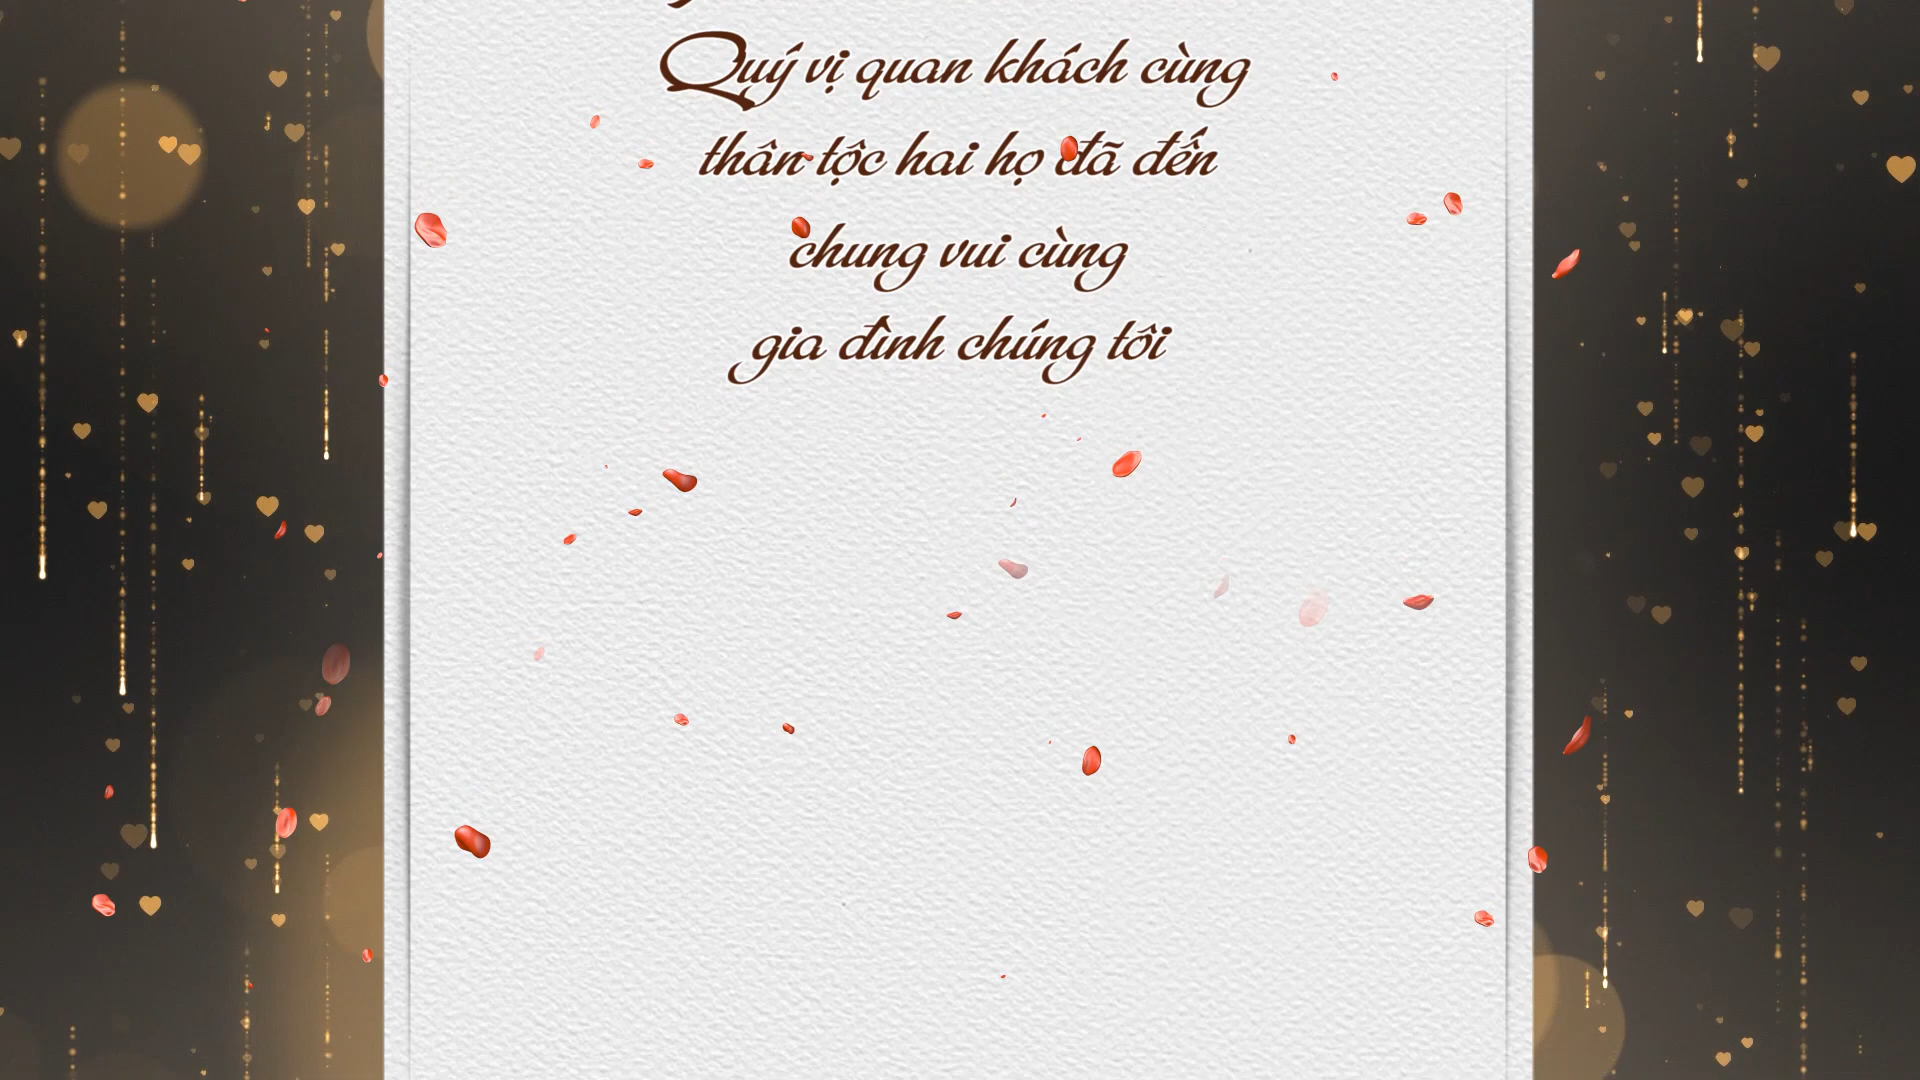 Quý vị quan khách cùng
thân tộc hai họ đã đến
chung vui cùng
gia đình chúng tôi